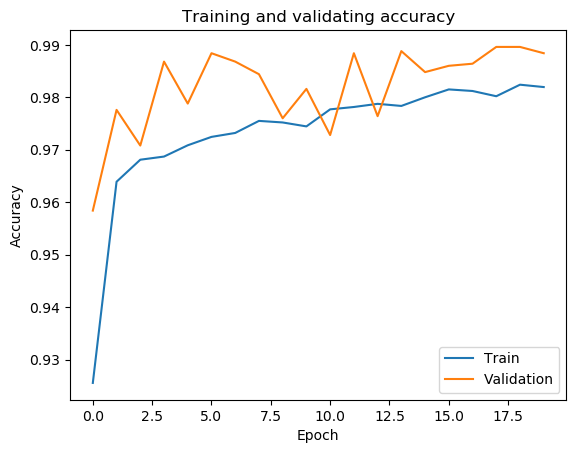 Training and validating accuracy
0.99
0.98
0.97
0.96
0.95
0.94
0.93
Accuracy
Train
Validation
0.0 2.5 5.0 7.5 10.0 12.5 15.0 17.5
Epoch